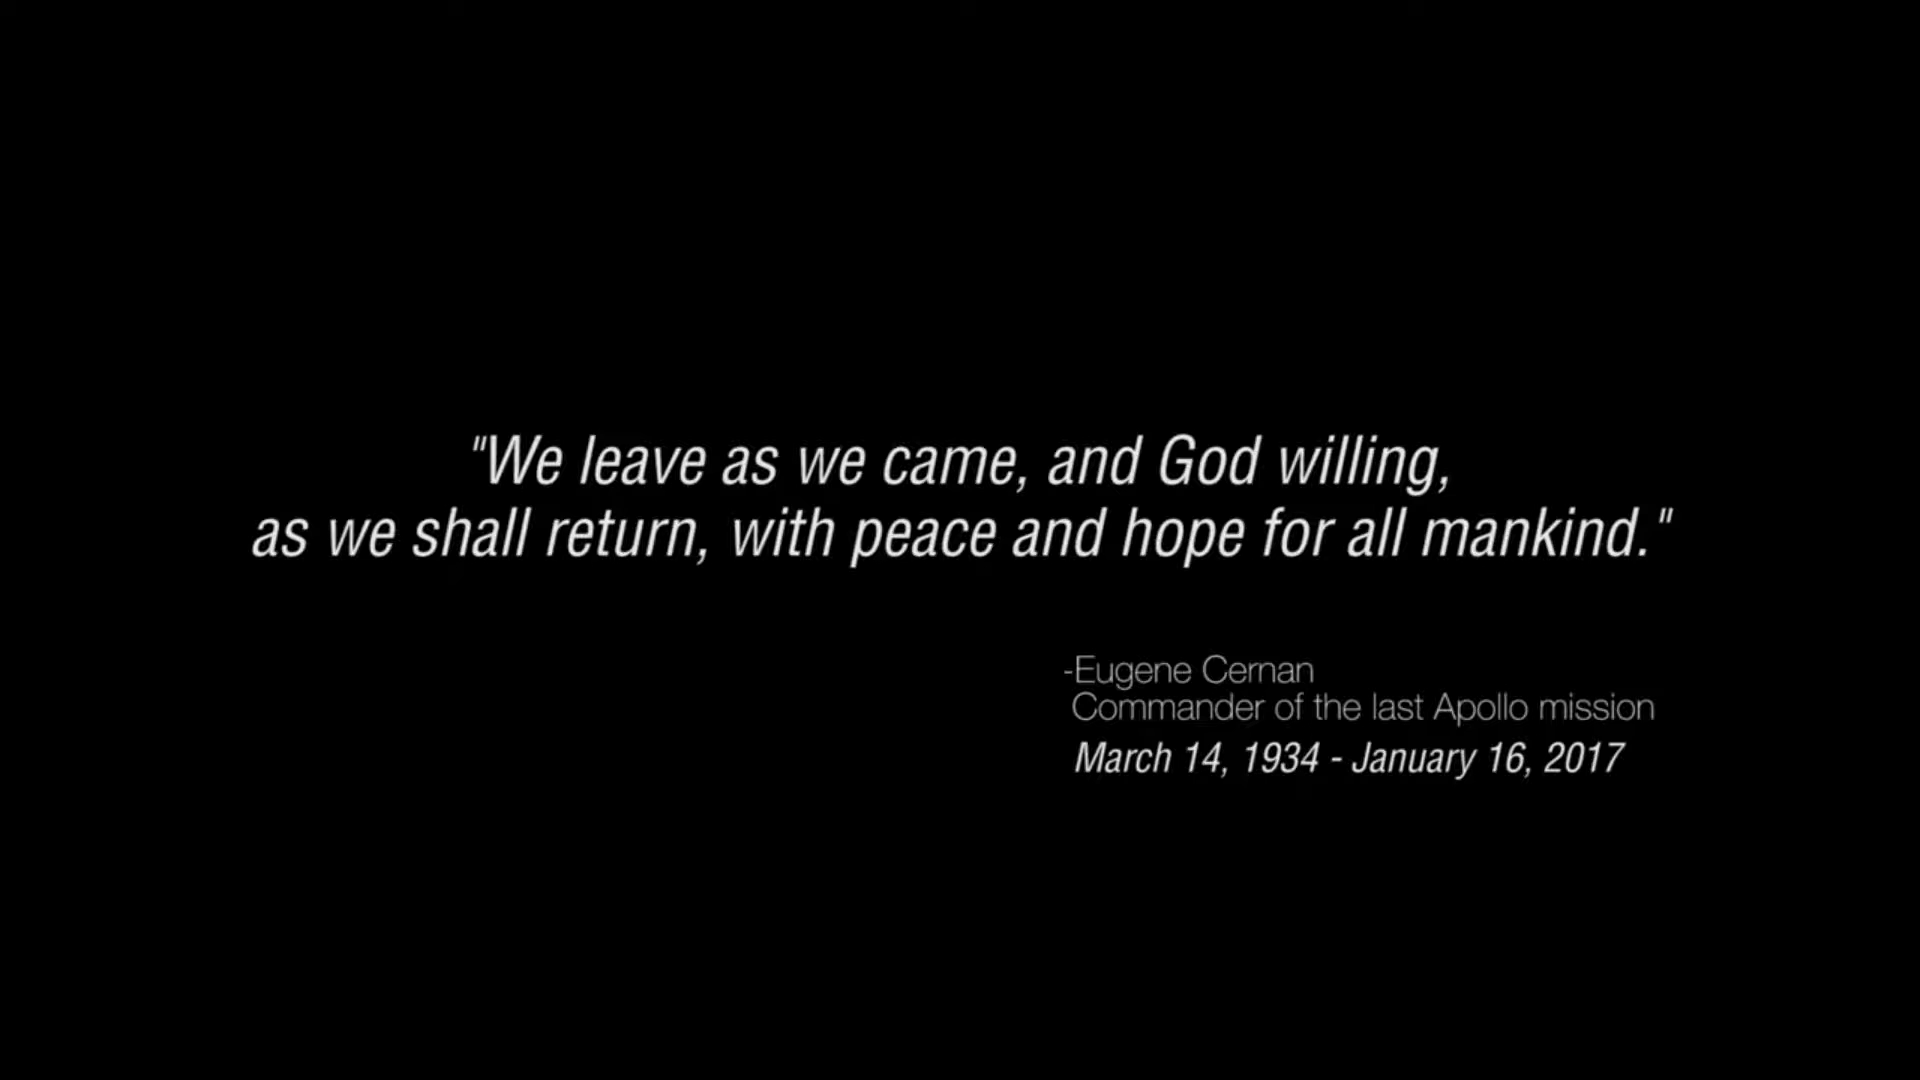 "We leave as we came, and God willing,
as we shall return, with peace and hope for all mankind."
-Eugene Cernan
Commander of the last Apollo mission
March 14, 1934 - January 16, 2017